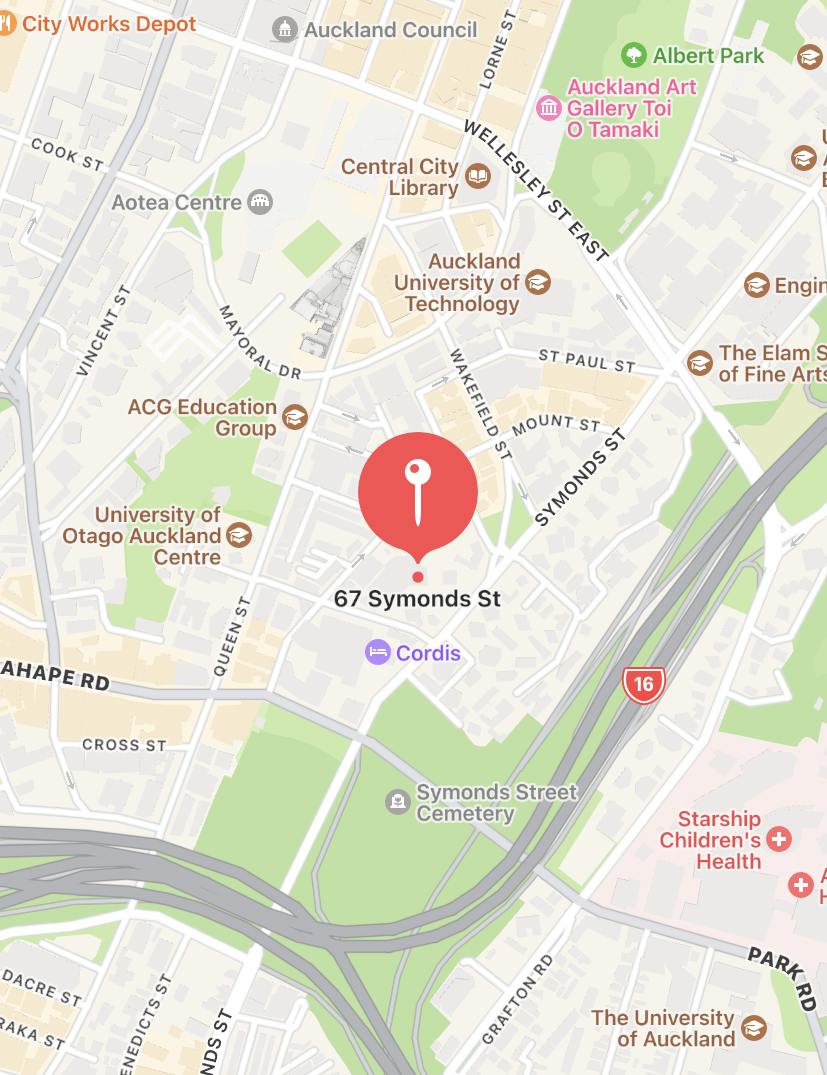 City Works Depot
Auckland Council
LORNE ST
Albert Park
Auckland Art
Gallery Toi
O Tamaki
WELLESLEY ST EAST
COOK ST
Central City
Library
Aotea Centre
Auckland
University of
Technology
Engin
VINCENT ST
MAYORAL DR
WAKEFIELD ST
ST PAUL ST
The Elam S
of Fine Arts
ACG Education
Group
MOUNT ST
SYMONDS ST
University of
Otago Auckland
Centre
67 Symonds St
QUEEN ST
Cordis
AHAPE RD
16
CROSS ST
Symonds Street
Cemetery
Starship
Children's
Health
PARK RD
DACRE ST
GRAFTON RD
RAKA ST
ENEDICTS ST
NDS ST
The University
of Auckland